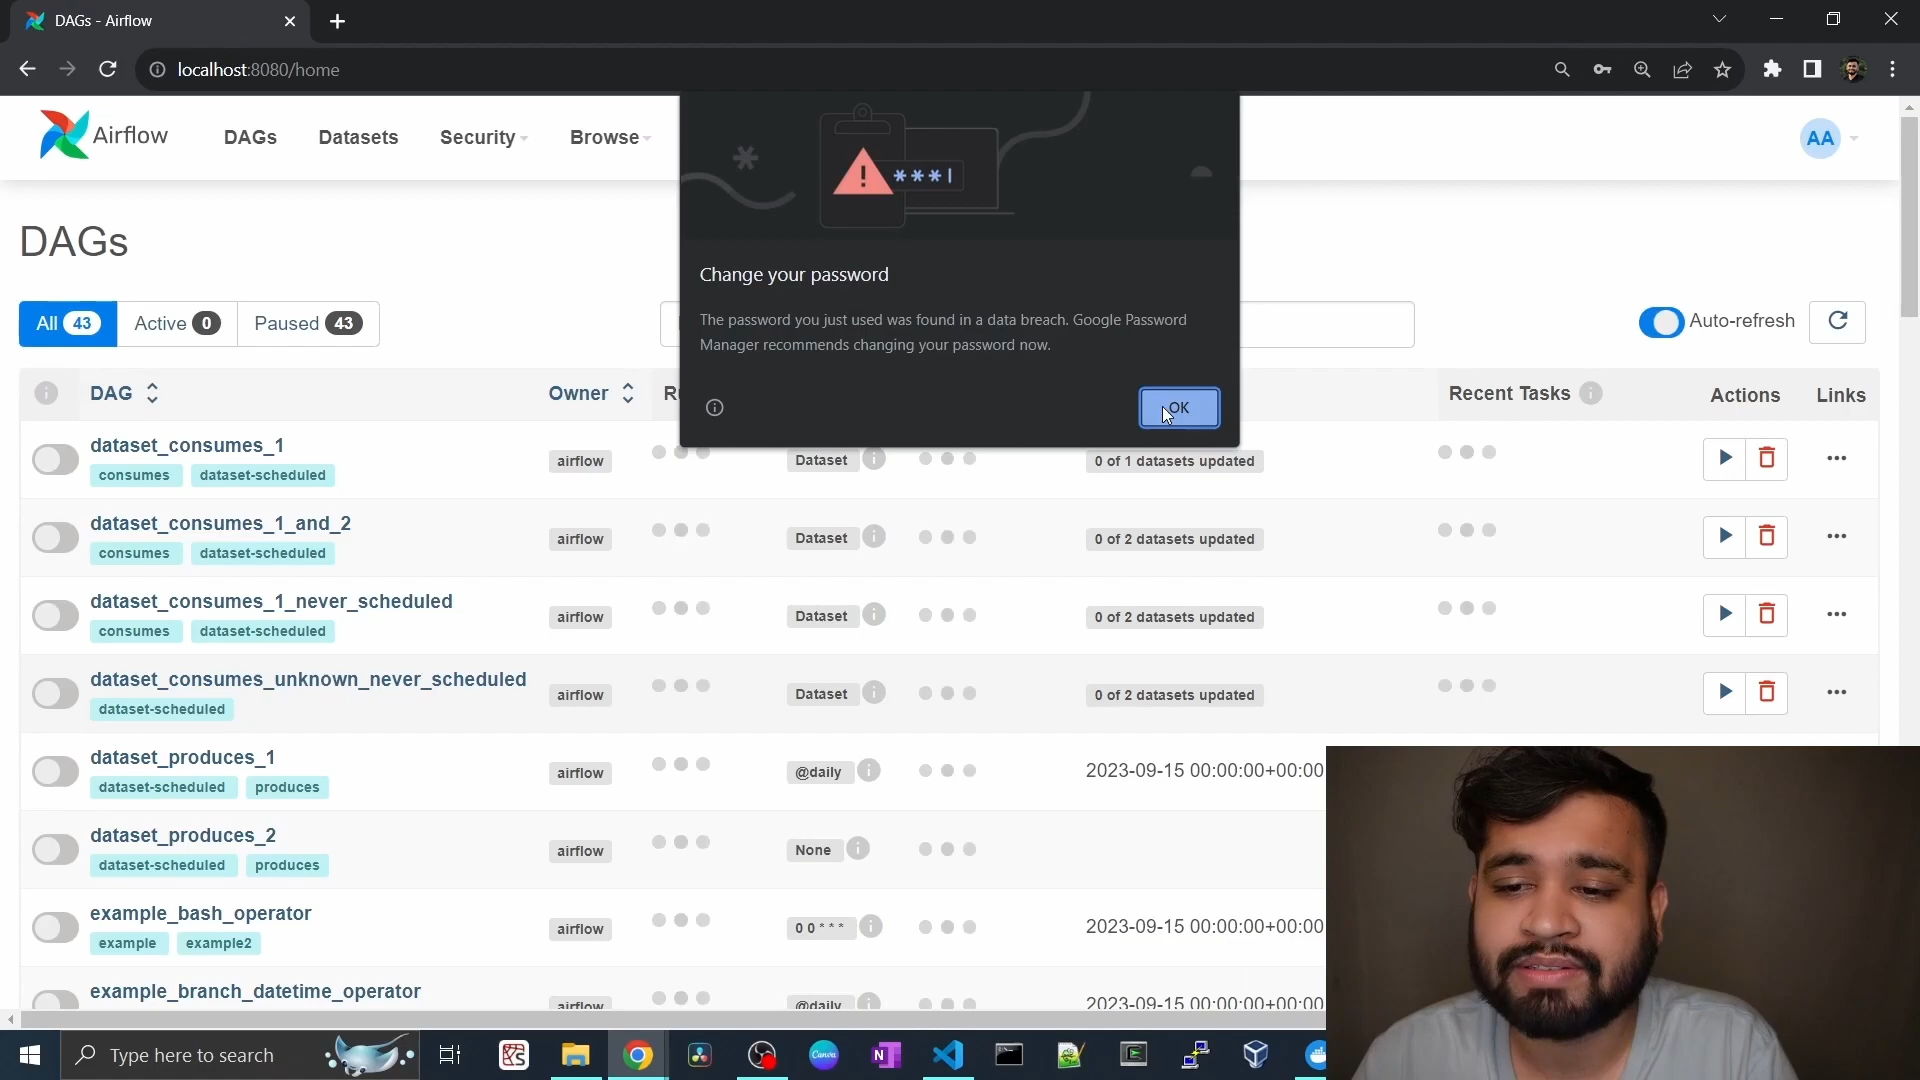 DAGs - Airflow
localhost:8080/home
Airflow
DAGs
Datasets
Security
Browse
AA
***|
Change your password
The password you just used was found in a data breach. Google Password
Manager recommends changing your password now.
OK
DAGs
All 43
Active 0
Paused 43
Auto-refresh
DAG
Owner
Recent Tasks
Actions
Links
dataset_consumes_1
consumes
dataset-scheduled
airflow
Dataset
0 of 1 datasets updated
dataset_consumes_1_and_2
consumes
dataset-scheduled
airflow
Dataset
0 of 2 datasets updated
dataset_consumes_1_never_scheduled
consumes
dataset-scheduled
airflow
Dataset
0 of 2 datasets updated
dataset_consumes_unknown_never_scheduled
dataset-scheduled
airflow
Dataset
0 of 2 datasets updated
dataset_produces_1
dataset-scheduled
produces
airflow
@daily
2023-09-15 00:00:00+00:00
dataset_produces_2
dataset-scheduled
produces
airflow
None
example_bash_operator
example
example2
airflow
0 0 * * *
2023-09-15 00:00:00+00:00
example_branch_datetime_operator
airflow
@daily
2023-09-15 00:00:00+00:00
Type here to search
Canva
N